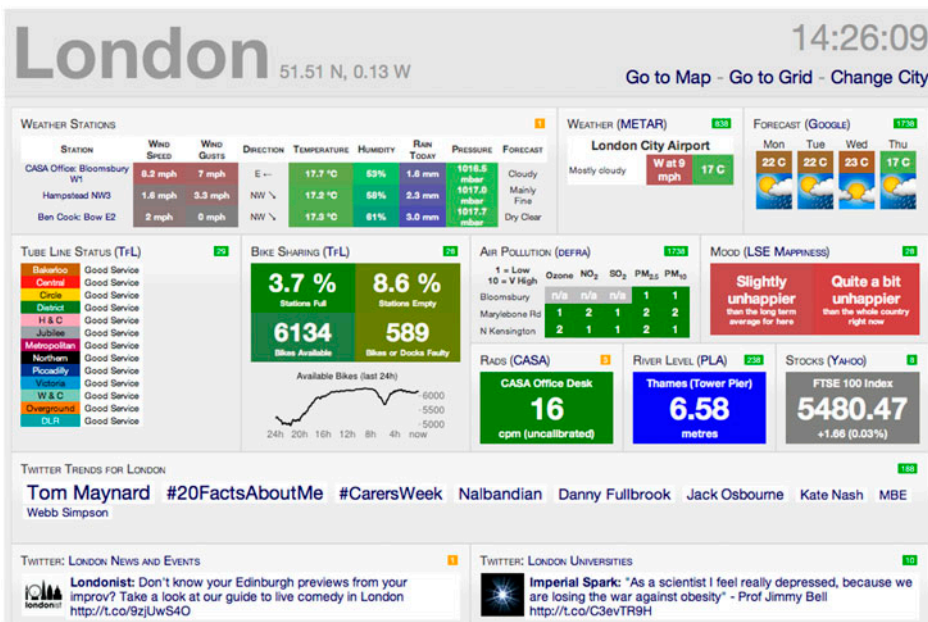 London 51.51 N, 0.13 W
14:26:09
Go to Map - Go to Grid - Change City
WEATHER STATIONS 1
STATION WIND SPEED WIND GUSTS DIRECTION TEMPERATURE HUMIDITY RAIN TODAY PRESSURE FORECAST
CASA Office: Bloomsbury W1 8.2 mph 7 mph E ← 17.7 °C 53% 1.6 mm 1016.5 mbar Cloudy
Hampstead NW3 1.6 mph 3.3 mph NW ↘ 17.2 °C 58% 2.3 mm 1017.0 mbar Mainly Fine
Ben Cook: Bow E2 2 mph 0 mph NW ↘ 17.3 °C 61% 3.0 mm 1017.7 mbar Dry Clear
WEATHER (METAR) 838
London City Airport
Mostly cloudy W at 9 mph 17 C
FORECAST (GOOGLE) 1738
Mon Tue Wed Thu
22 C 22 C 23 C 17 C
TUBE LINE STATUS (TFL) 29
Bakerloo Good Service
Central Good Service
Circle Good Service
District Good Service
H & C Good Service
Jubilee Good Service
Metropolitan Good Service
Northern Good Service
Piccadilly Good Service
Victoria Good Service
W & C Good Service
Overground Good Service
DLR Good Service
BIKE SHARING (TFL) 28
3.7 % 8.6 %
Stations Full Stations Empty
6134 589
Bikes Available Bikes or Docks Faulty
Available Bikes (last 24h)
6000
5500
5000
24h 20h 16h 12h 8h 4h now
AIR POLLUTION (DEFRA) 1738
1 = Low
10 = V High
Ozone NO2 SO2 PM2.5 PM10
Bloomsbury n/a n/a n/a 1 1
Marylebone Rd 1 2 1 2 2
N Kensington 2 1 1 2 1
MOOD (LSE MAPPINESS) 28
Slightly unhappier
than the long term average for here
Quite a bit unhappier
than the whole country right now
RADS (CASA) 3
CASA Office Desk
16
cpm (uncalibrated)
RIVER LEVEL (PLA) 238
Thames (Tower Pier)
6.58
metres
STOCKS (YAHOO) 8
FTSE 100 Index
5480.47
+1.66 (0.03%)
TWITTER TRENDS FOR LONDON 188
Tom Maynard #20FactsAboutMe #CarersWeek Nalbandian Danny Fullbrook Jack Osbourne Kate Nash MBE
Webb Simpson
TWITTER: LONDON NEWS AND EVENTS 1
londonist
Londonist: Don't know your Edinburgh previews from your
improv? Take a look at our guide to live comedy in London
http://t.co/9zjUwS4O
TWITTER: LONDON UNIVERSITIES 10
Imperial Spark: "As a scientist I feel really depressed, because we
are losing the war against obesity" - Prof Jimmy Bell
http://t.co/C3evTR9H